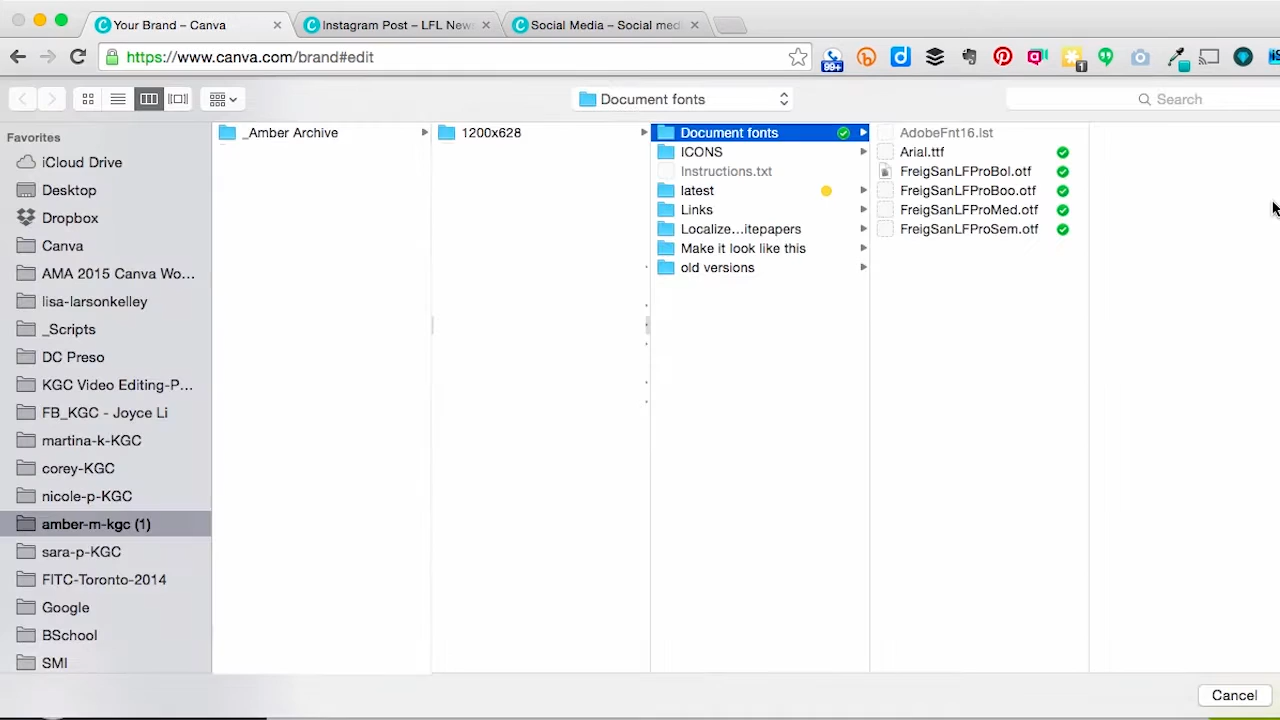 Your Brand – Canva
Instagram Post – LFL New
Social Media – Social med
https://www.canva.com/brand#edit
99+
1
Document fonts
Search
Favorites
iCloud Drive
Desktop
Dropbox
Canva
AMA 2015 Canva Wo...
lisa-larsonkelley
_Scripts
DC Preso
KGC Video Editing-P...
FB_KGC - Joyce Li
martina-k-KGC
corey-KGC
nicole-p-KGC
amber-m-kgc (1)
sara-p-KGC
FITC-Toronto-2014
Google
BSchool
SMI
_Amber Archive
1200x628
Document fonts
ICONS
Instructions.txt
latest
Links
Localize...itepapers
Make it look like this
old versions
AdobeFnt16.lst
Arial.ttf
FreigSanLFProBol.otf
FreigSanLFProBoo.otf
FreigSanLFProMed.otf
FreigSanLFProSem.otf
Cancel